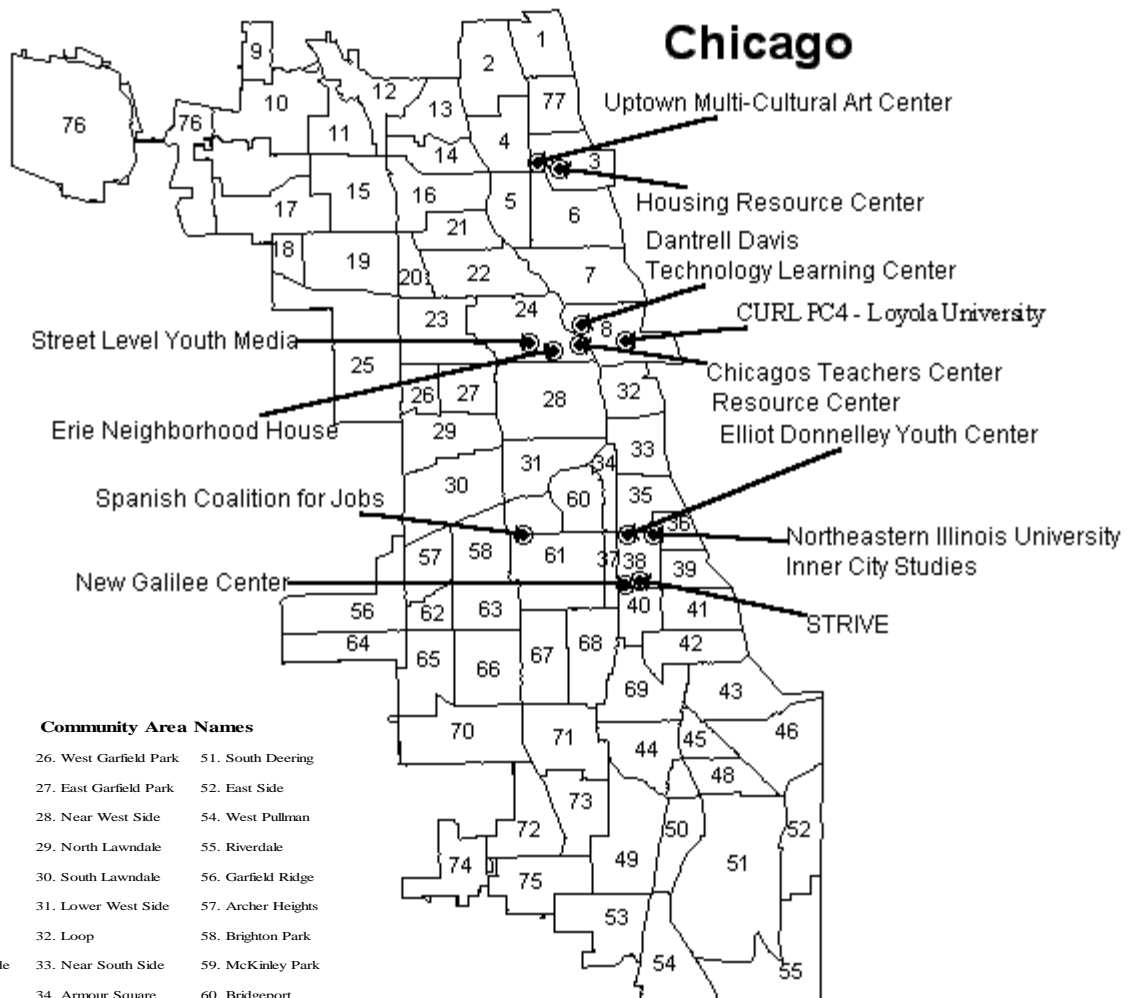 Chicago
1
2
9
12
10
13
77
76
76
11
4
Uptown Multi-Cultural Art Center
14
3
15
16
5
Housing Resource Center
17
6
21
Dantrell Davis
18
19
20
22
7
Technology Learning Center
24
CURL PC4 - Loyola University
23
8
Street Level Youth Media
25
Chicagos Teachers Center
Resource Center
26
27
28
32
Erie Neighborhood House
29
Elliot Donnelley Youth Center
33
31
34
30
60
35
Spanish Coalition for Jobs
36
Northeastern Illinois University
Inner City Studies
57
58
61
37
38
39
New Galilee Center
56
62
63
40
41
STRIVE
64
65
66
67
68
42
69
43
70
71
44
45
46
48
73
72
50
52
74
75
49
51
53
54
55
Community Area Names
26. West Garfield Park 51. South Deering
27. East Garfield Park 52. East Side
28. Near West Side 54. West Pullman
29. North Lawndale 55. Riverdale
30. South Lawndale 56. Garfield Ridge
31. Lower West Side 57. Archer Heights
32. Loop 58. Brighton Park
33. Near South Side 59. McKinley Park
34. Armour Square 60. Bridgeport